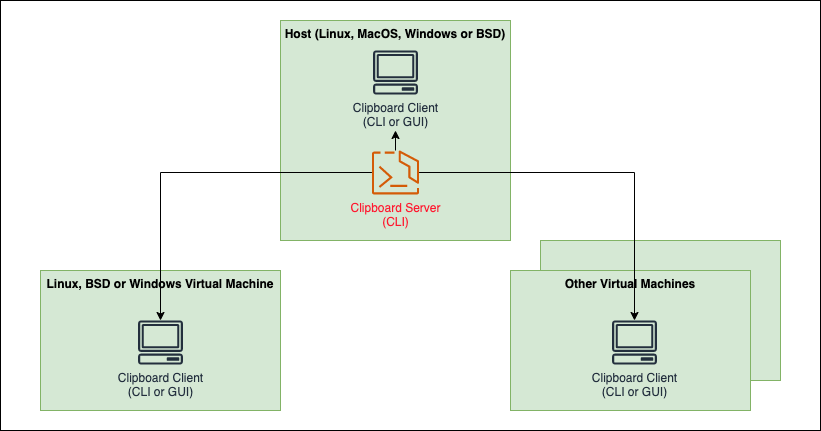 Host (Linux, MacOS, Windows or BSD)
Clipboard Client
(CLI or GUI)
Clipboard Server
(CLI)
Linux, BSD or Windows Virtual Machine
Clipboard Client
(CLI or GUI)
Other Virtual Machines
Clipboard Client
(CLI or GUI)